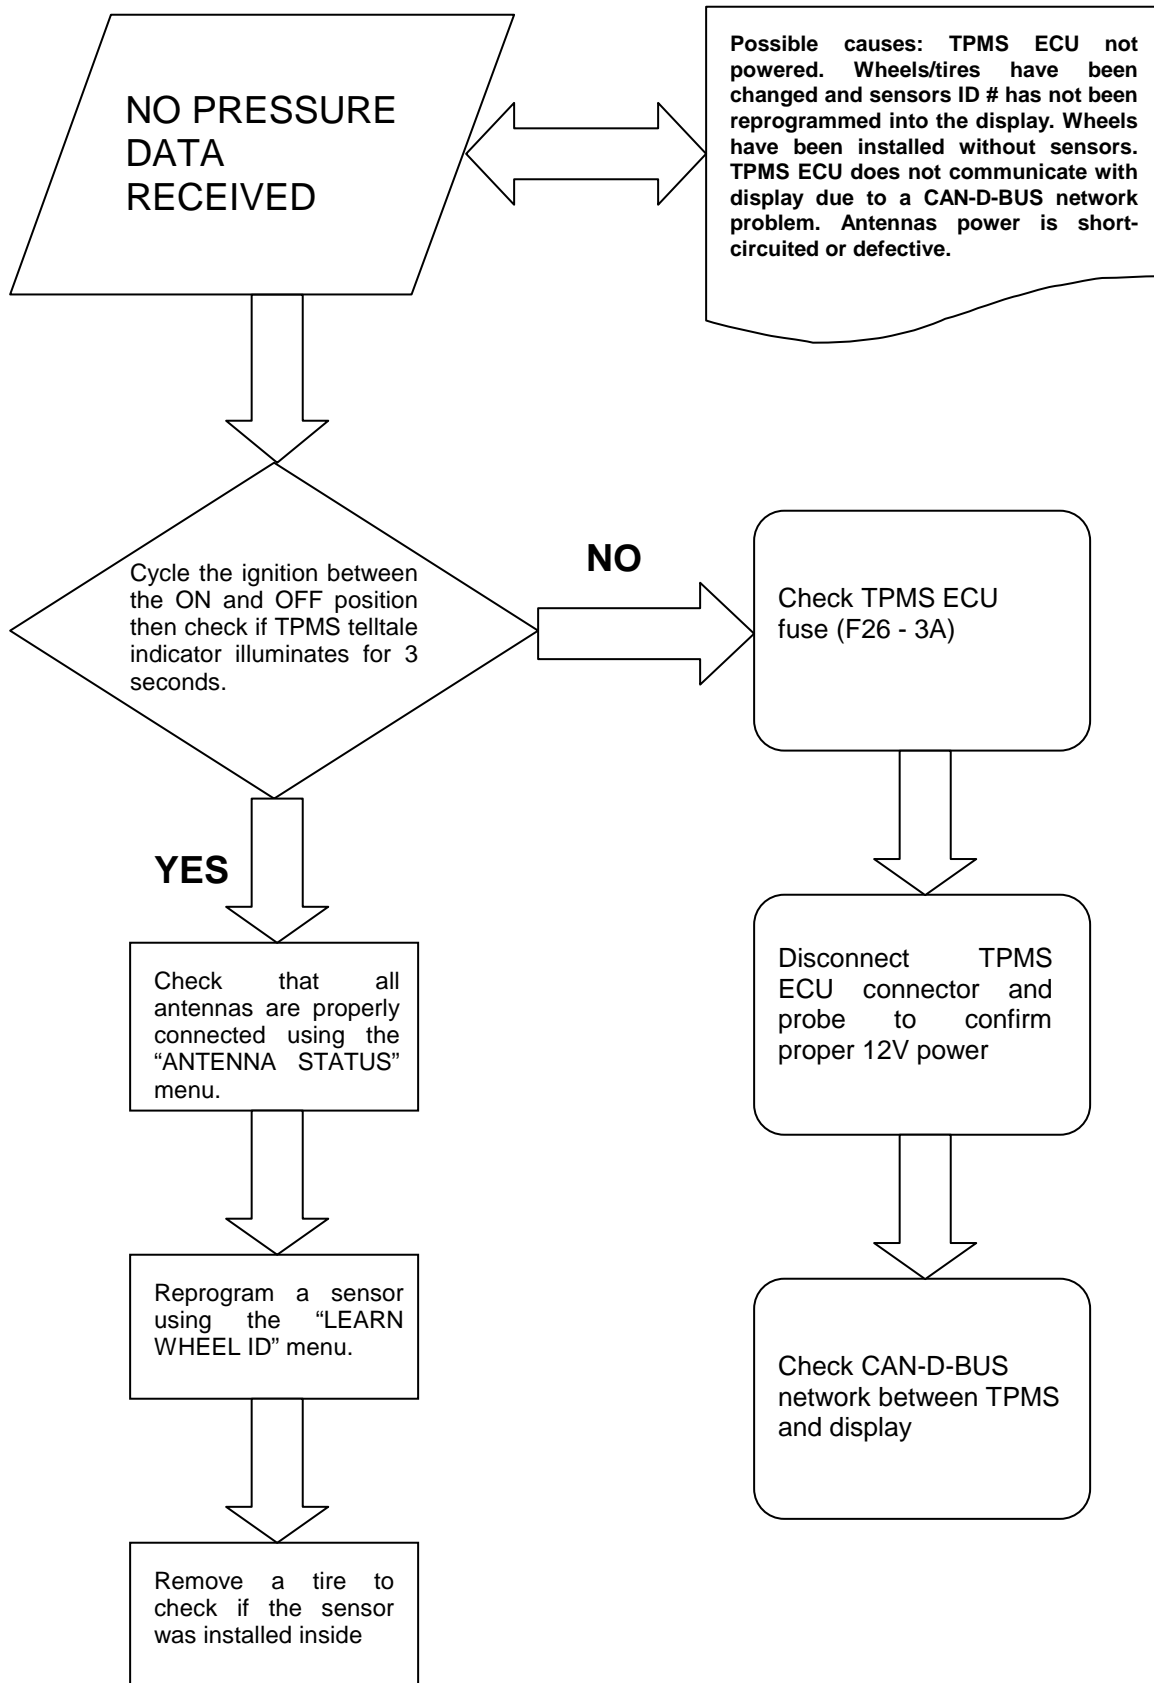 NO PRESSURE
DATA
RECEIVED
Possible causes: TPMS ECU not
powered. Wheels/tires have been
changed and sensors ID # has not been
reprogrammed into the display. Wheels
have been installed without sensors.
TPMS ECU does not communicate with
display due to a CAN-D-BUS network
problem. Antennas power is short-
circuited or defective.
Cycle the ignition between
the ON and OFF position
then check if TPMS telltale
indicator illuminates for 3
seconds.
NO
Check TPMS ECU
fuse (F26 - 3A)
YES
Check that all
antennas are properly
connected using the
“ANTENNA STATUS”
menu.
Disconnect TPMS
ECU connector and
probe to confirm
proper 12V power
Reprogram a sensor
using the “LEARN
WHEEL ID” menu.
Check CAN-D-BUS
network between TPMS
and display
Remove a tire to
check if the sensor
was installed inside